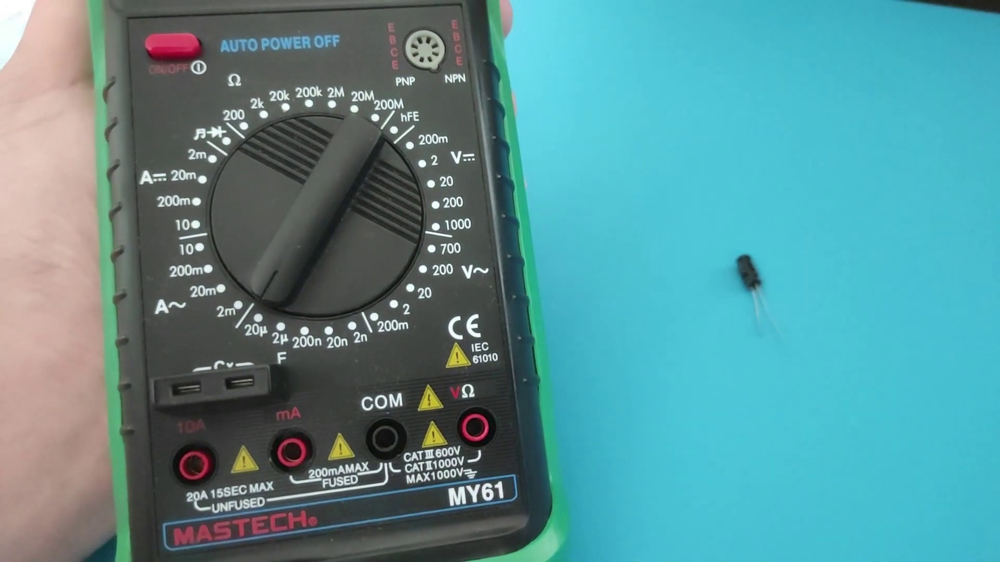 AUTO POWER OFF
ON/OFF
E B C E
PNP
E B C E
NPN
Ω
200 2k 20k 200k 2M 20M 200M
hFE
200m
2
V⎓
20
200
1000
700
200
V~
20
2
200m
2m
A⎓ 20m
200m
10
10
200m
20m
A~
2m
20µ 2µ 200n 20n 2n
F
Cx
CE
IEC
61010
10A
mA
COM
VΩ
20A 15SEC MAX
UNFUSED
200mAMAX
FUSED
CAT III 600V
CAT II 1000V
MAX1000V
MY61
MASTECH®